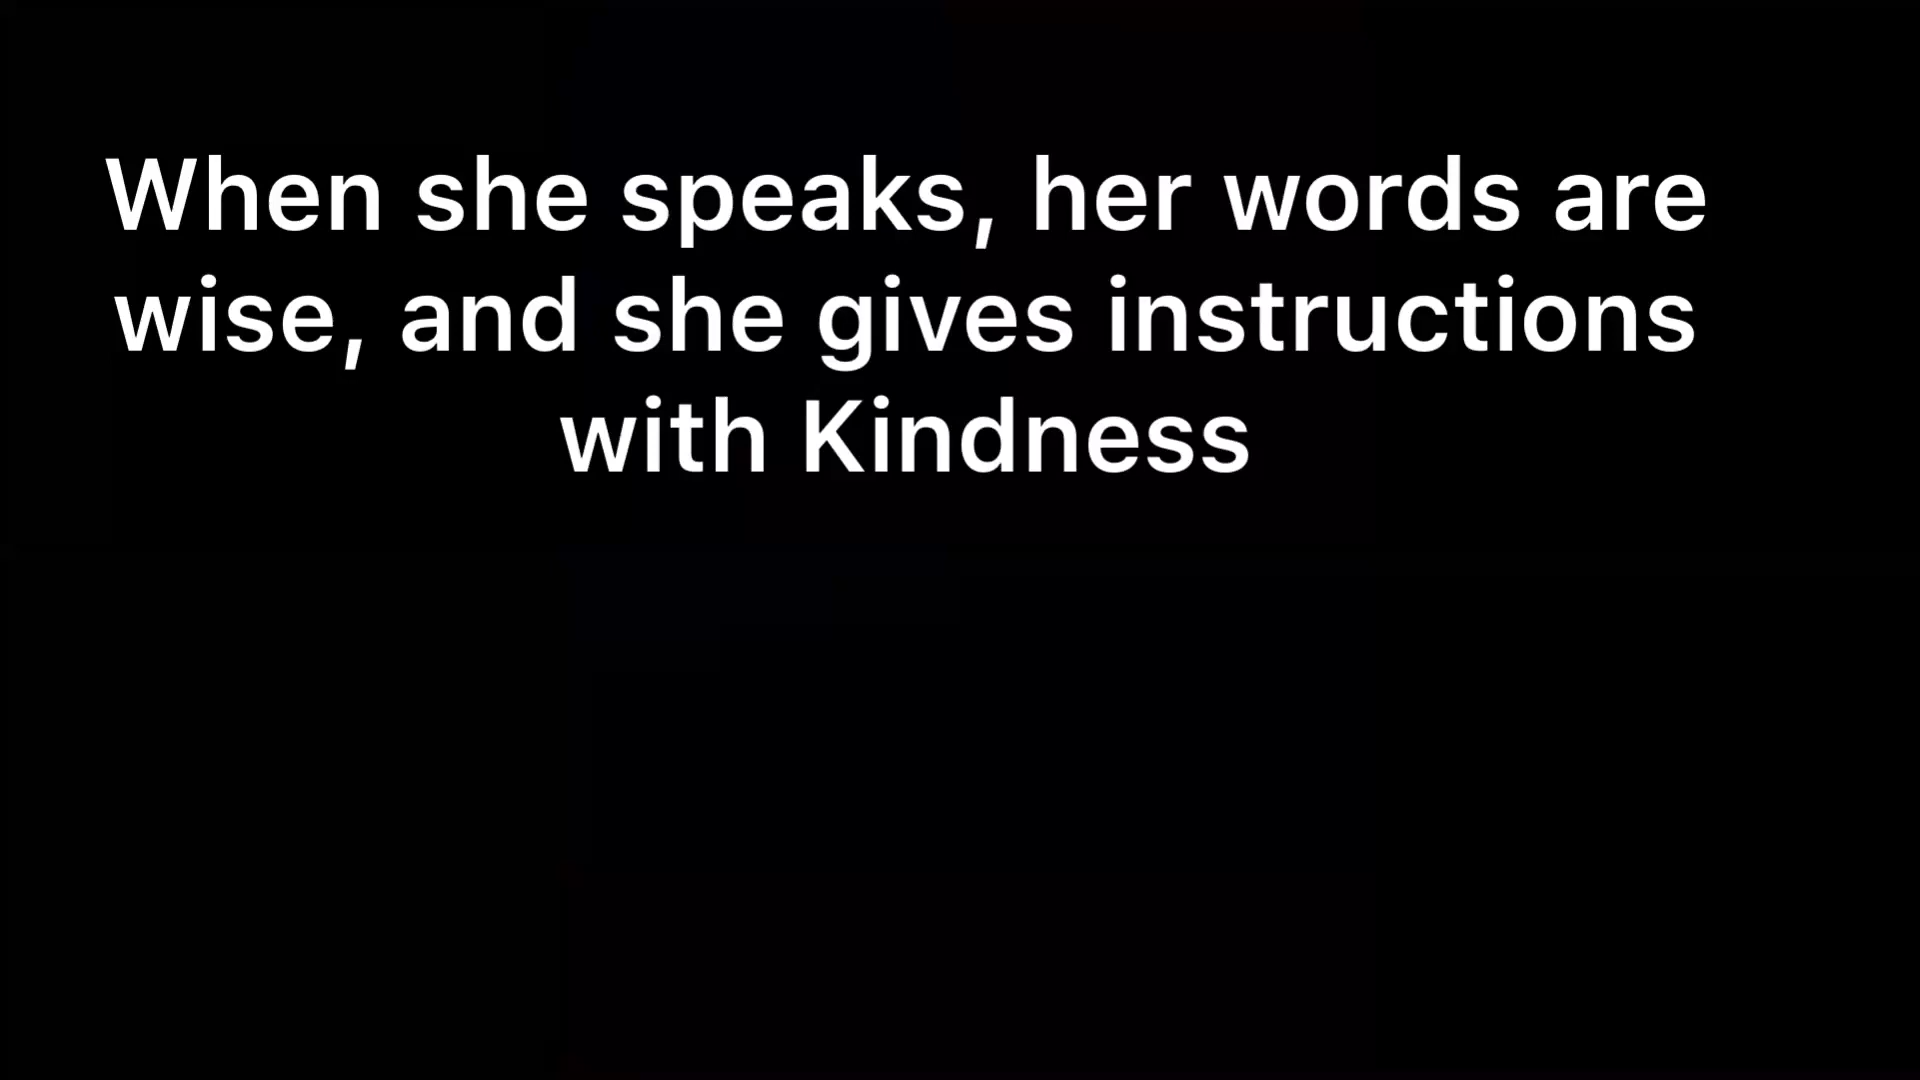 When she speaks, her words are
wise, and she gives instructions
with Kindness